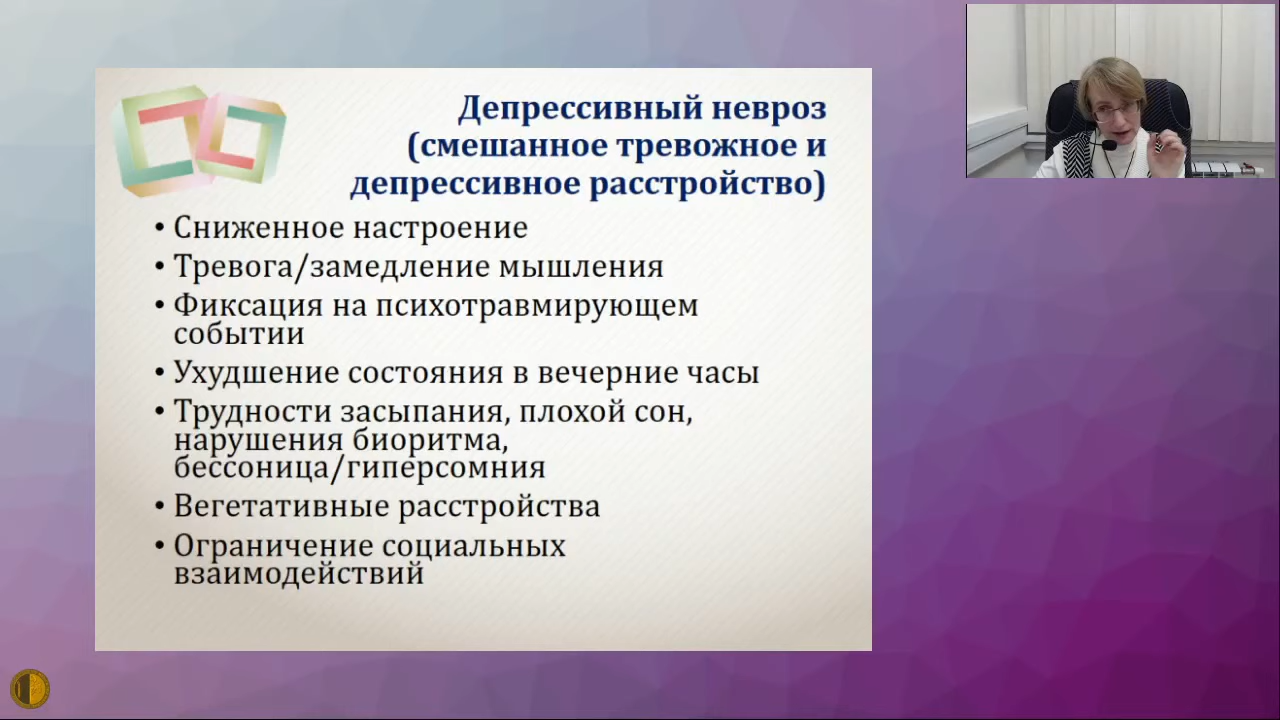 Депрессивный невроз
(смешанное тревожное и
депрессивное расстройство)
• Сниженное настроение
• Тревога/замедление мышления
• Фиксация на психотравмирующем
событии
• Ухудшение состояния в вечерние часы
• Трудности засыпания, плохой сон,
нарушения биоритма,
бессоница/гиперсомния
• Вегетативные расстройства
• Ограничение социальных
взаимодействий